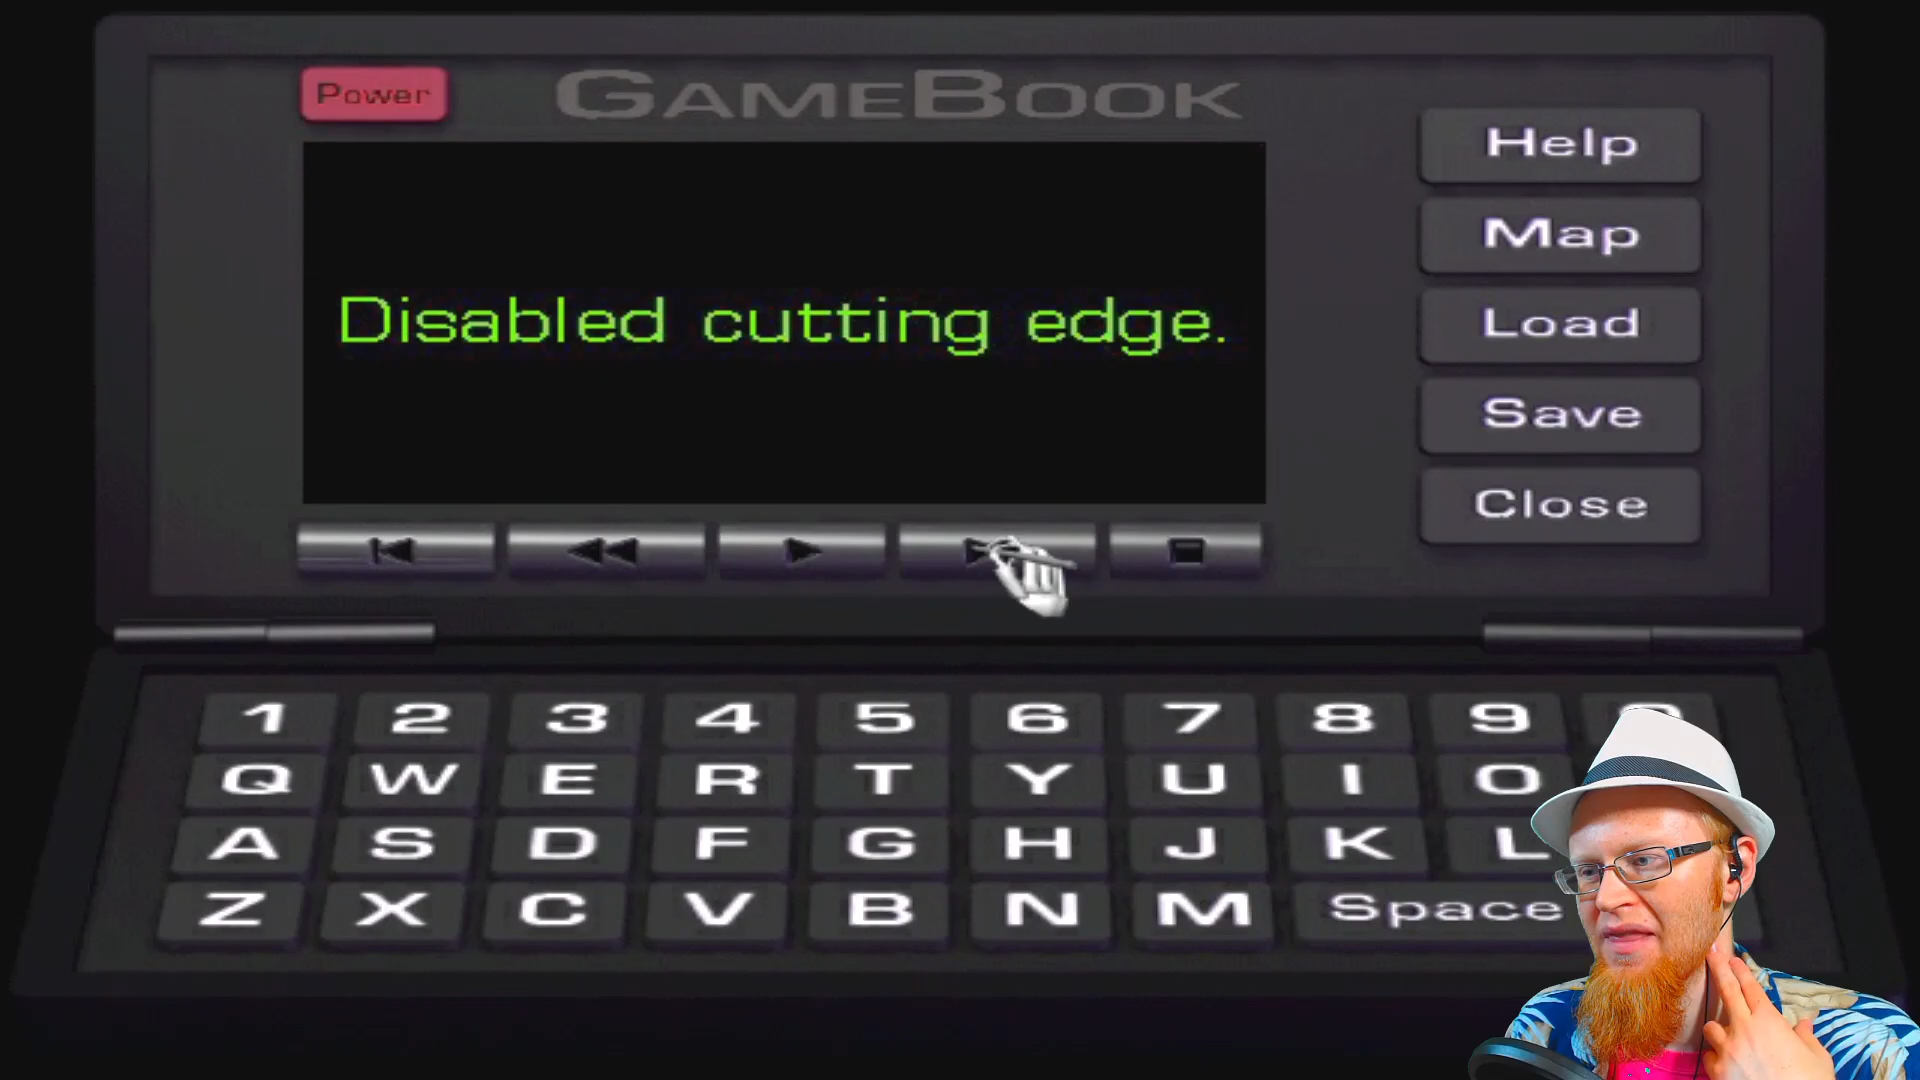 Power
GAMEBOOK
Help
Map
Load
Save
Close
Disabled cutting edge.
1 2 3 4 5 6 7 8 9
Q W E R T Y U I O
A S D F G H J K L
Z X C V B N M Space